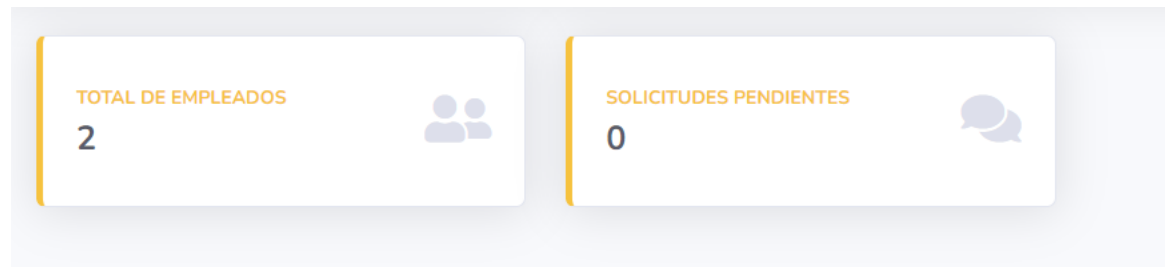 TOTAL DE EMPLEADOS
2
SOLICITUDES PENDIENTES
0